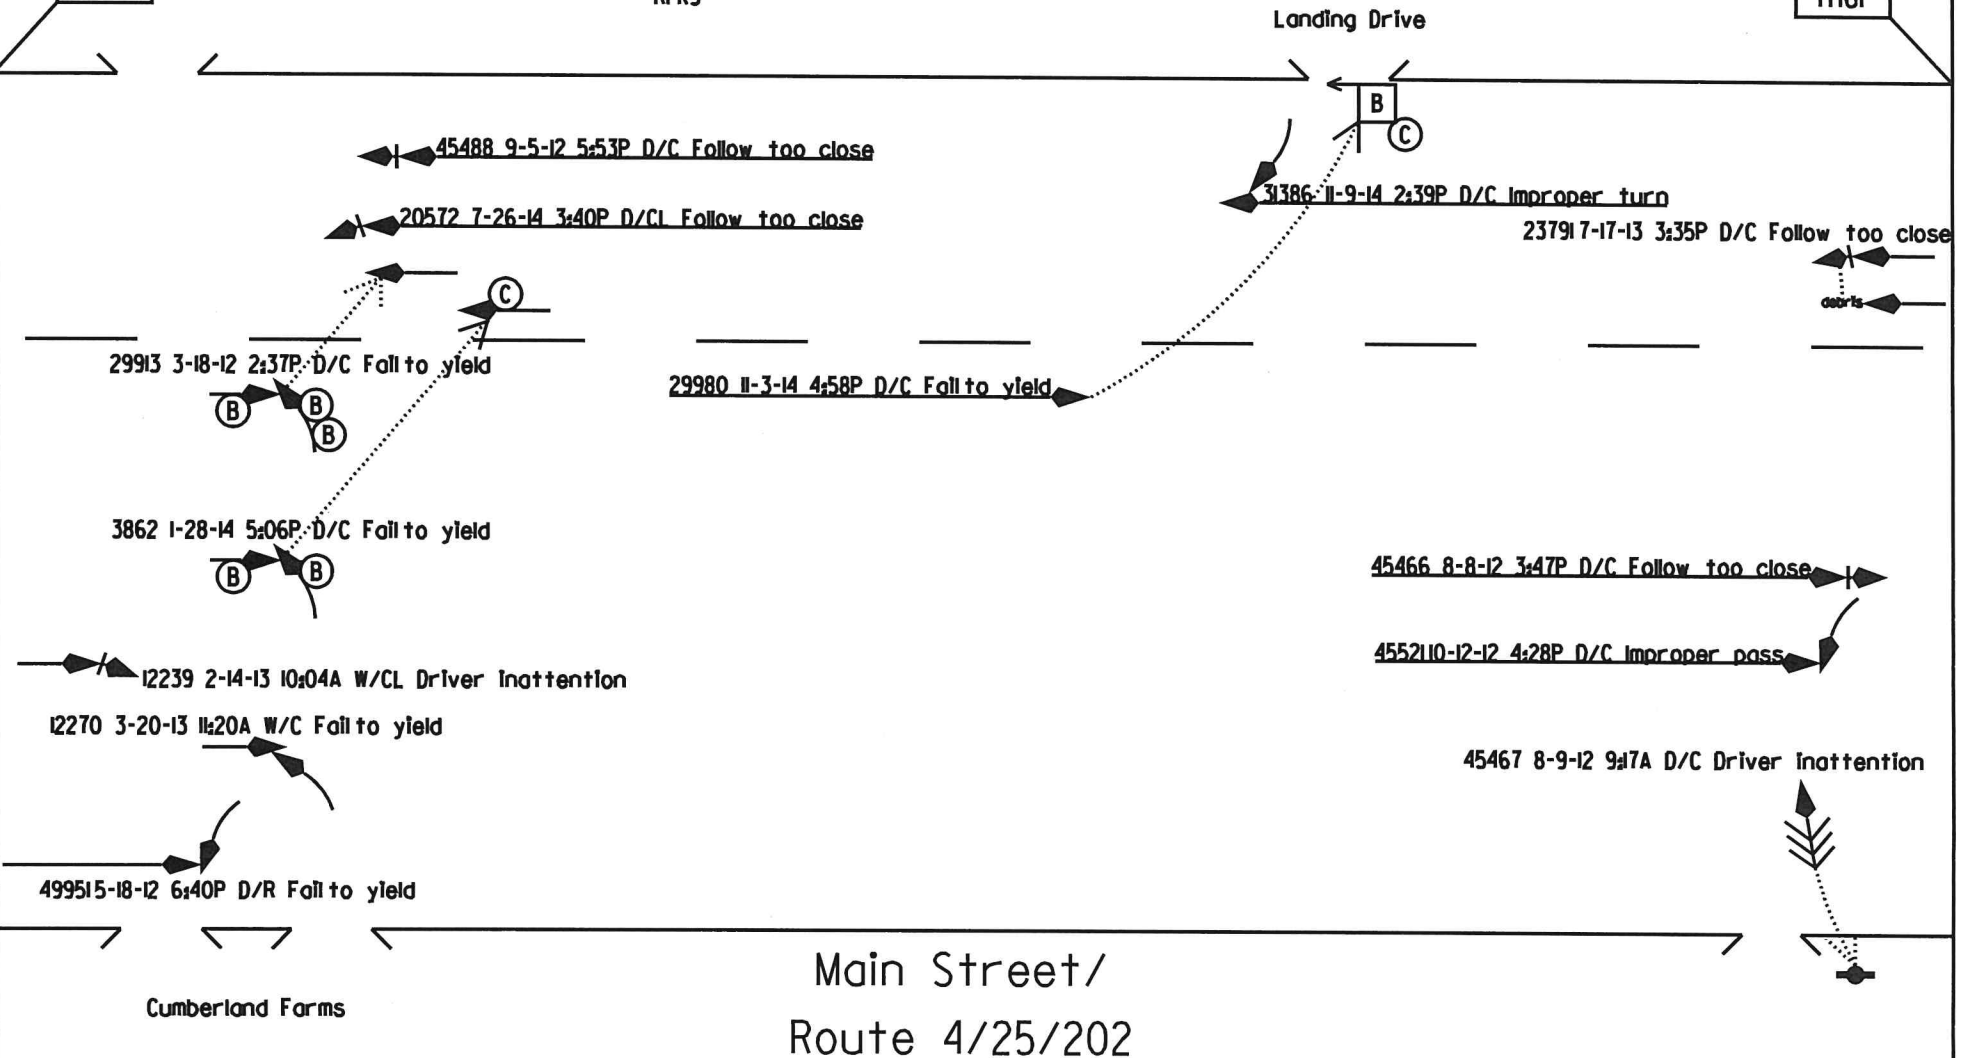 Landing Drive
B
C
45488 9-5-12 5:53P D/C Follow too close
31386 11-9-14 2:39P D/C Improper turn
20572 7-26-14 3:40P D/CL Follow too close
23791 7-17-13 3:35P D/C Follow too close
C
debris
29913 3-18-12 2:37P D/C Fail to yield
29980 11-3-14 4:58P D/C Fail to yield
B
B
B
3862 1-28-14 5:06P D/C Fail to yield
B
B
45466 8-8-12 3:47P D/C Follow too close
45521 10-12-12 4:28P D/C Improper pass
12239 2-14-13 10:04A W/CL Driver inattention
12270 3-20-13 11:20A W/C Fail to yield
45467 8-9-12 9:17A D/C Driver inattention
49951 5-18-12 6:40P D/R Fail to yield
Main Street/
Route 4/25/202
Cumberland Farms